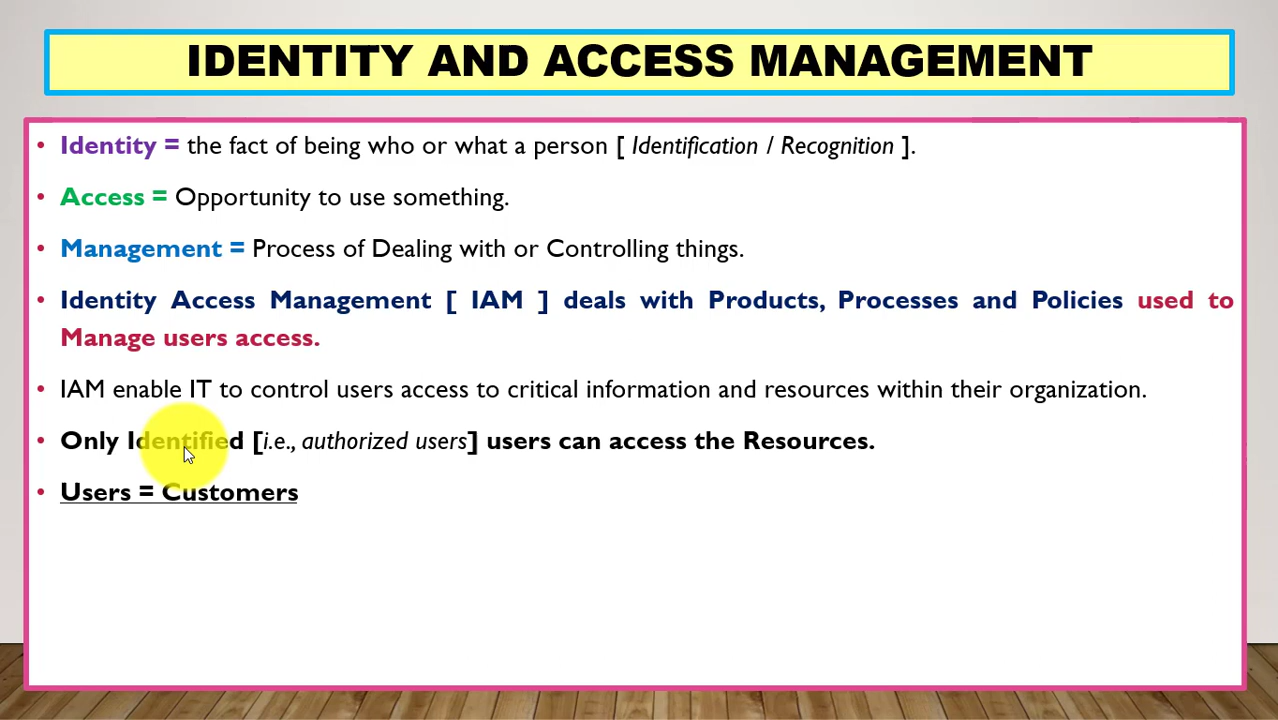 IDENTITY AND ACCESS MANAGEMENT
• Identity = the fact of being who or what a person [ Identification / Recognition ].
• Access = Opportunity to use something.
• Management = Process of Dealing with or Controlling things.
• Identity Access Management [ IAM ] deals with Products, Processes and Policies used to
Manage users access.
• IAM enable IT to control users access to critical information and resources within their organization.
• Only Identified [i.e., authorized users] users can access the Resources.
• Users = Customers